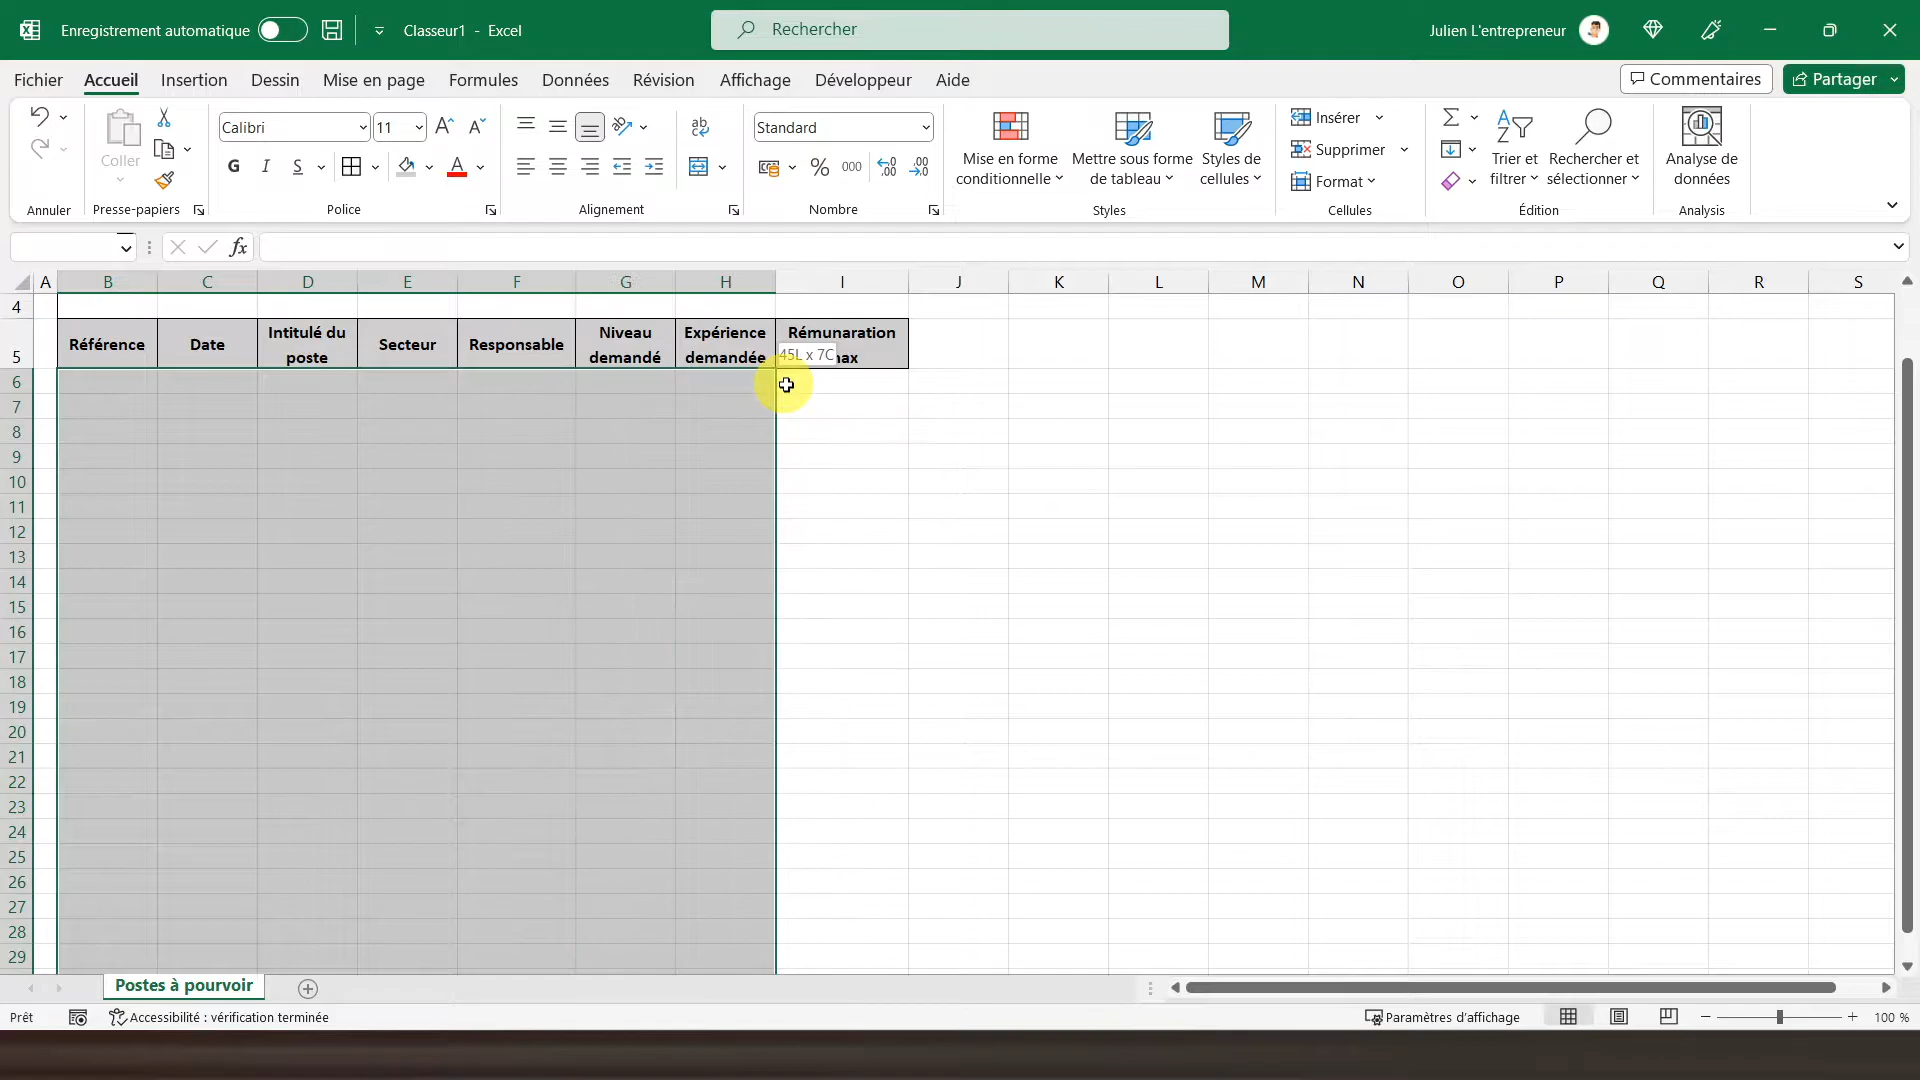 Enregistrement automatique
Classeur1 - Excel
Rechercher
Julien L'entrepreneur
Fichier Accueil Insertion Dessin Mise en page Formules Données Révision Affichage Développeur Aide
Commentaires
Partager
Coller
Calibri 11
G I S
ab
Standard
% 000
Mise en forme conditionnelle
Mettre sous forme de tableau
Styles de cellules
Insérer
Supprimer
Format
Trier et filtrer
Rechercher et sélectionner
Analyse de données
Annuler Presse-papiers Police Alignement Nombre Styles Cellules Édition Analysis
fx
A B C D E F G H I J K L M N O P Q R S
4
5 Référence Date Intitulé du poste Secteur Responsable Niveau demandé Expérience demandée Rémunaration
45L x 7C
6
7
8
9
10
11
12
13
14
15
16
17
18
19
20
21
22
23
24
25
26
27
28
29
Postes à pourvoir
Prêt
Accessibilité : vérification terminée
Paramètres d'affichage
100 %